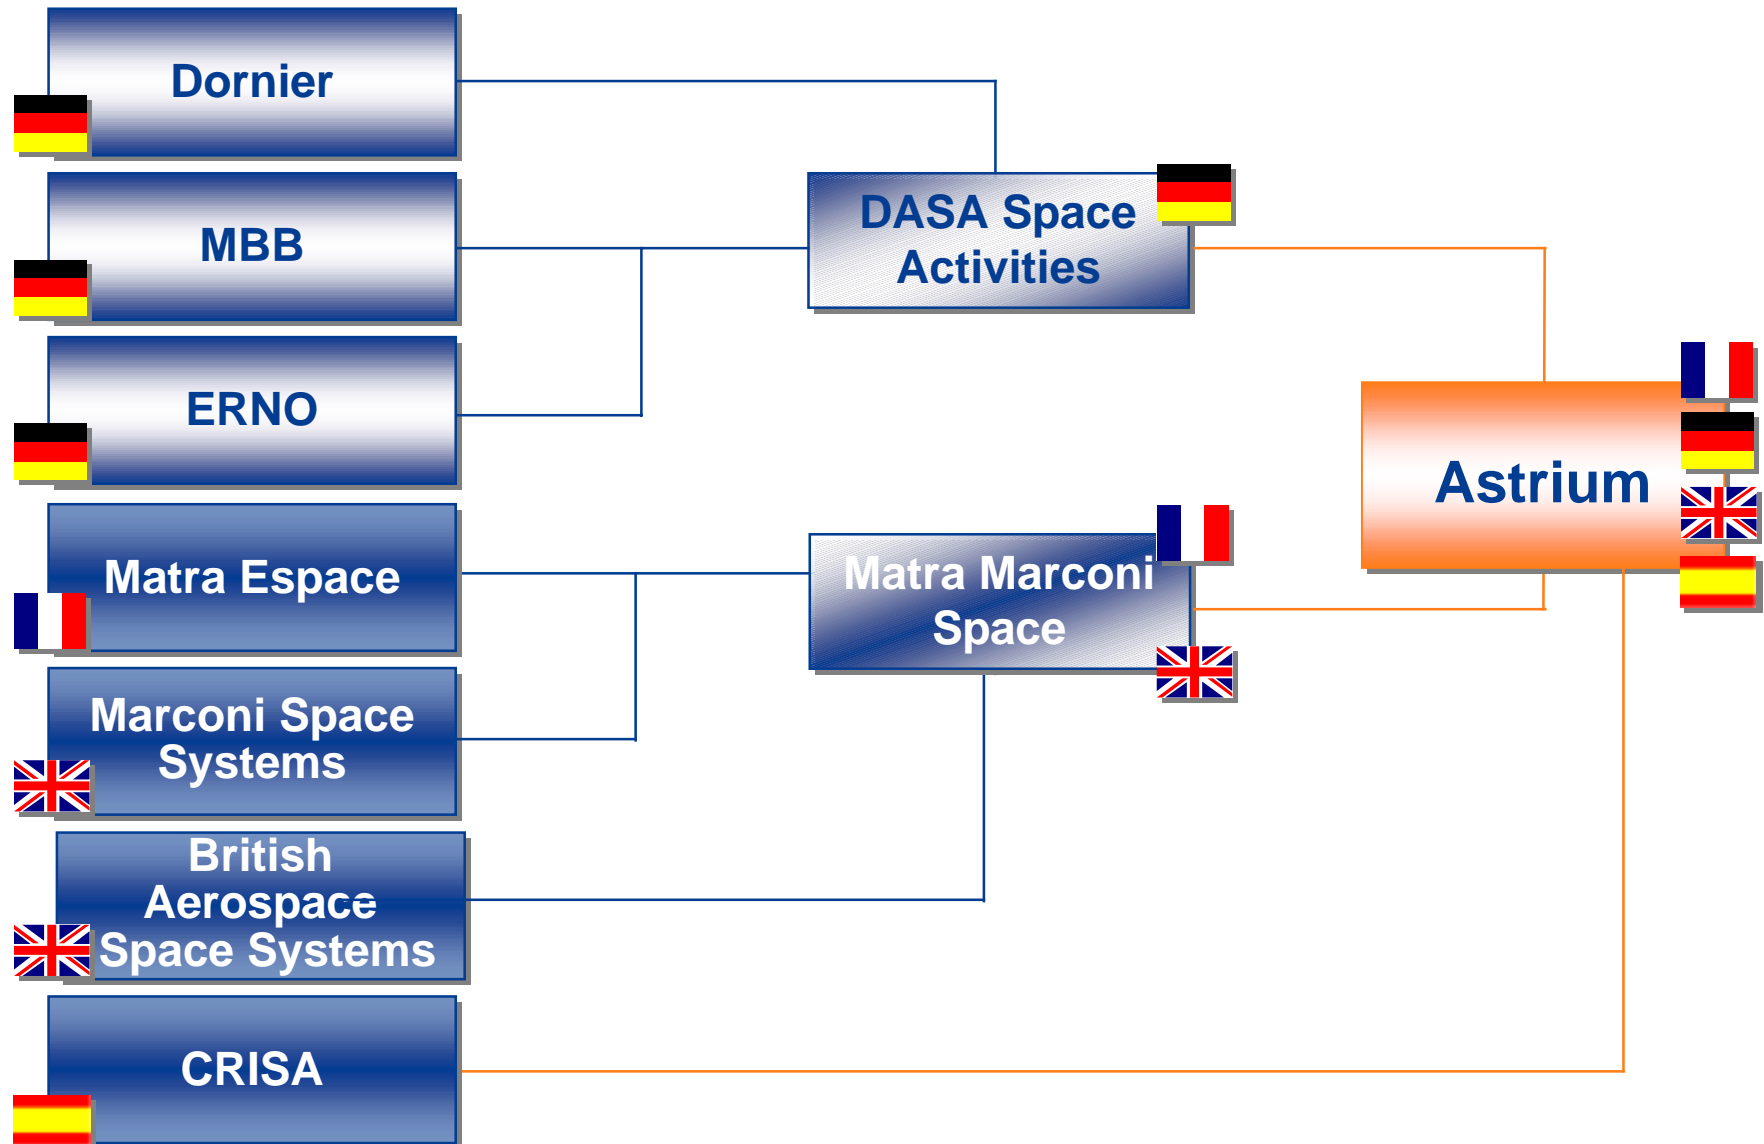 Dornier
MBB
DASA Space
Activities
ERNO
Astrium
Matra Espace
Matra Marconi
Space
Marconi Space
Systems
British
Aerospace
Space Systems
CRISA